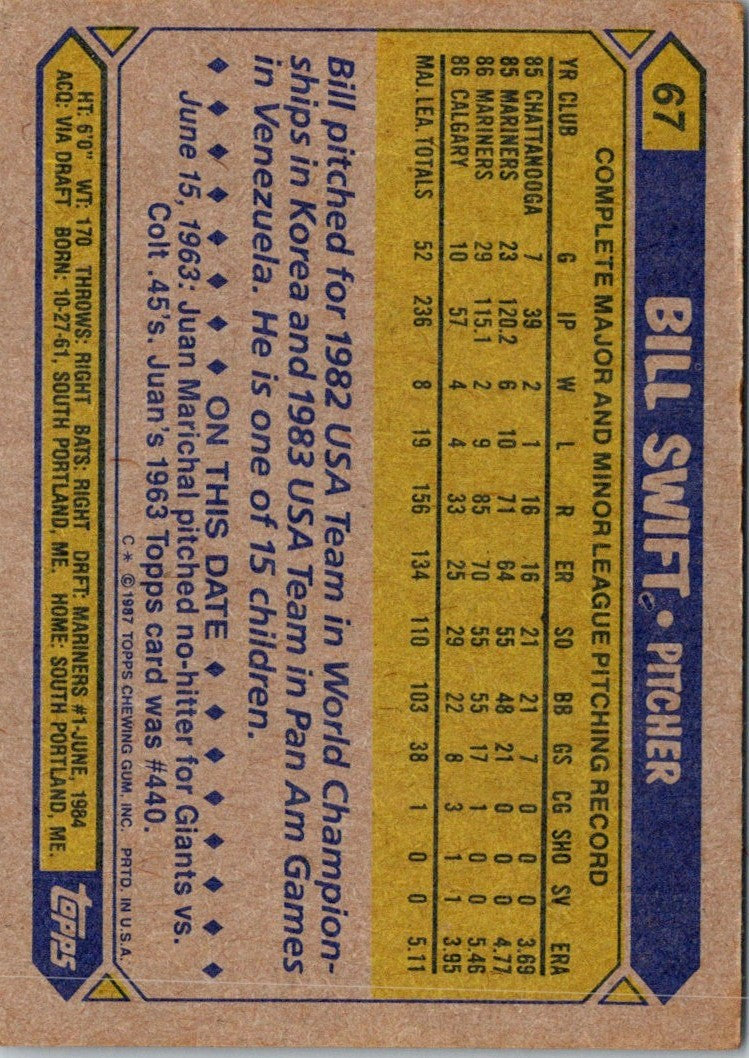 67
BILL SWIFT • PITCHER
COMPLETE MAJOR AND MINOR LEAGUE PITCHING RECORD
YR CLUB G IP W L R ER SO BB GS CG SHO SV ERA
85 CHATTANOOGA 7 39 2 1 16 16 21 21 7 0 0 0 3.69
85 MARINERS 23 120.2 6 10 71 64 55 48 21 0 0 0 4.77
86 MARINERS 29 115.1 2 9 85 70 55 55 17 1 0 0 5.46
86 CALGARY 10 57 4 4 33 25 29 22 8 3 1 1 3.95
MAJ. LEA. TOTALS 52 236 8 19 156 134 110 103 38 1 0 0 5.11
Bill pitched for 1982 USA Team in World Champion-
ships in Korea and 1983 USA Team in Pan Am Games
in Venezuela. He is one of 15 children.
♦ ♦ ♦ ♦ ♦ ♦ ♦ ON THIS DATE ♦ ♦ ♦ ♦ ♦ ♦ ♦
June 15, 1963: Juan Marichal pitched no-hitter for Giants vs.
Colt .45's. Juan's 1963 Topps card was #440.
C* ©1987 TOPPS CHEWING GUM, INC. PRTD. IN U.S.A.
HT: 6'0" WT: 170 THROWS: RIGHT BATS: RIGHT DRFT: MARINERS #1-JUNE, 1984
ACQ: VIA DRAFT BORN: 10-27-61, SOUTH PORTLAND, ME. HOME: SOUTH PORTLAND, ME.
topps